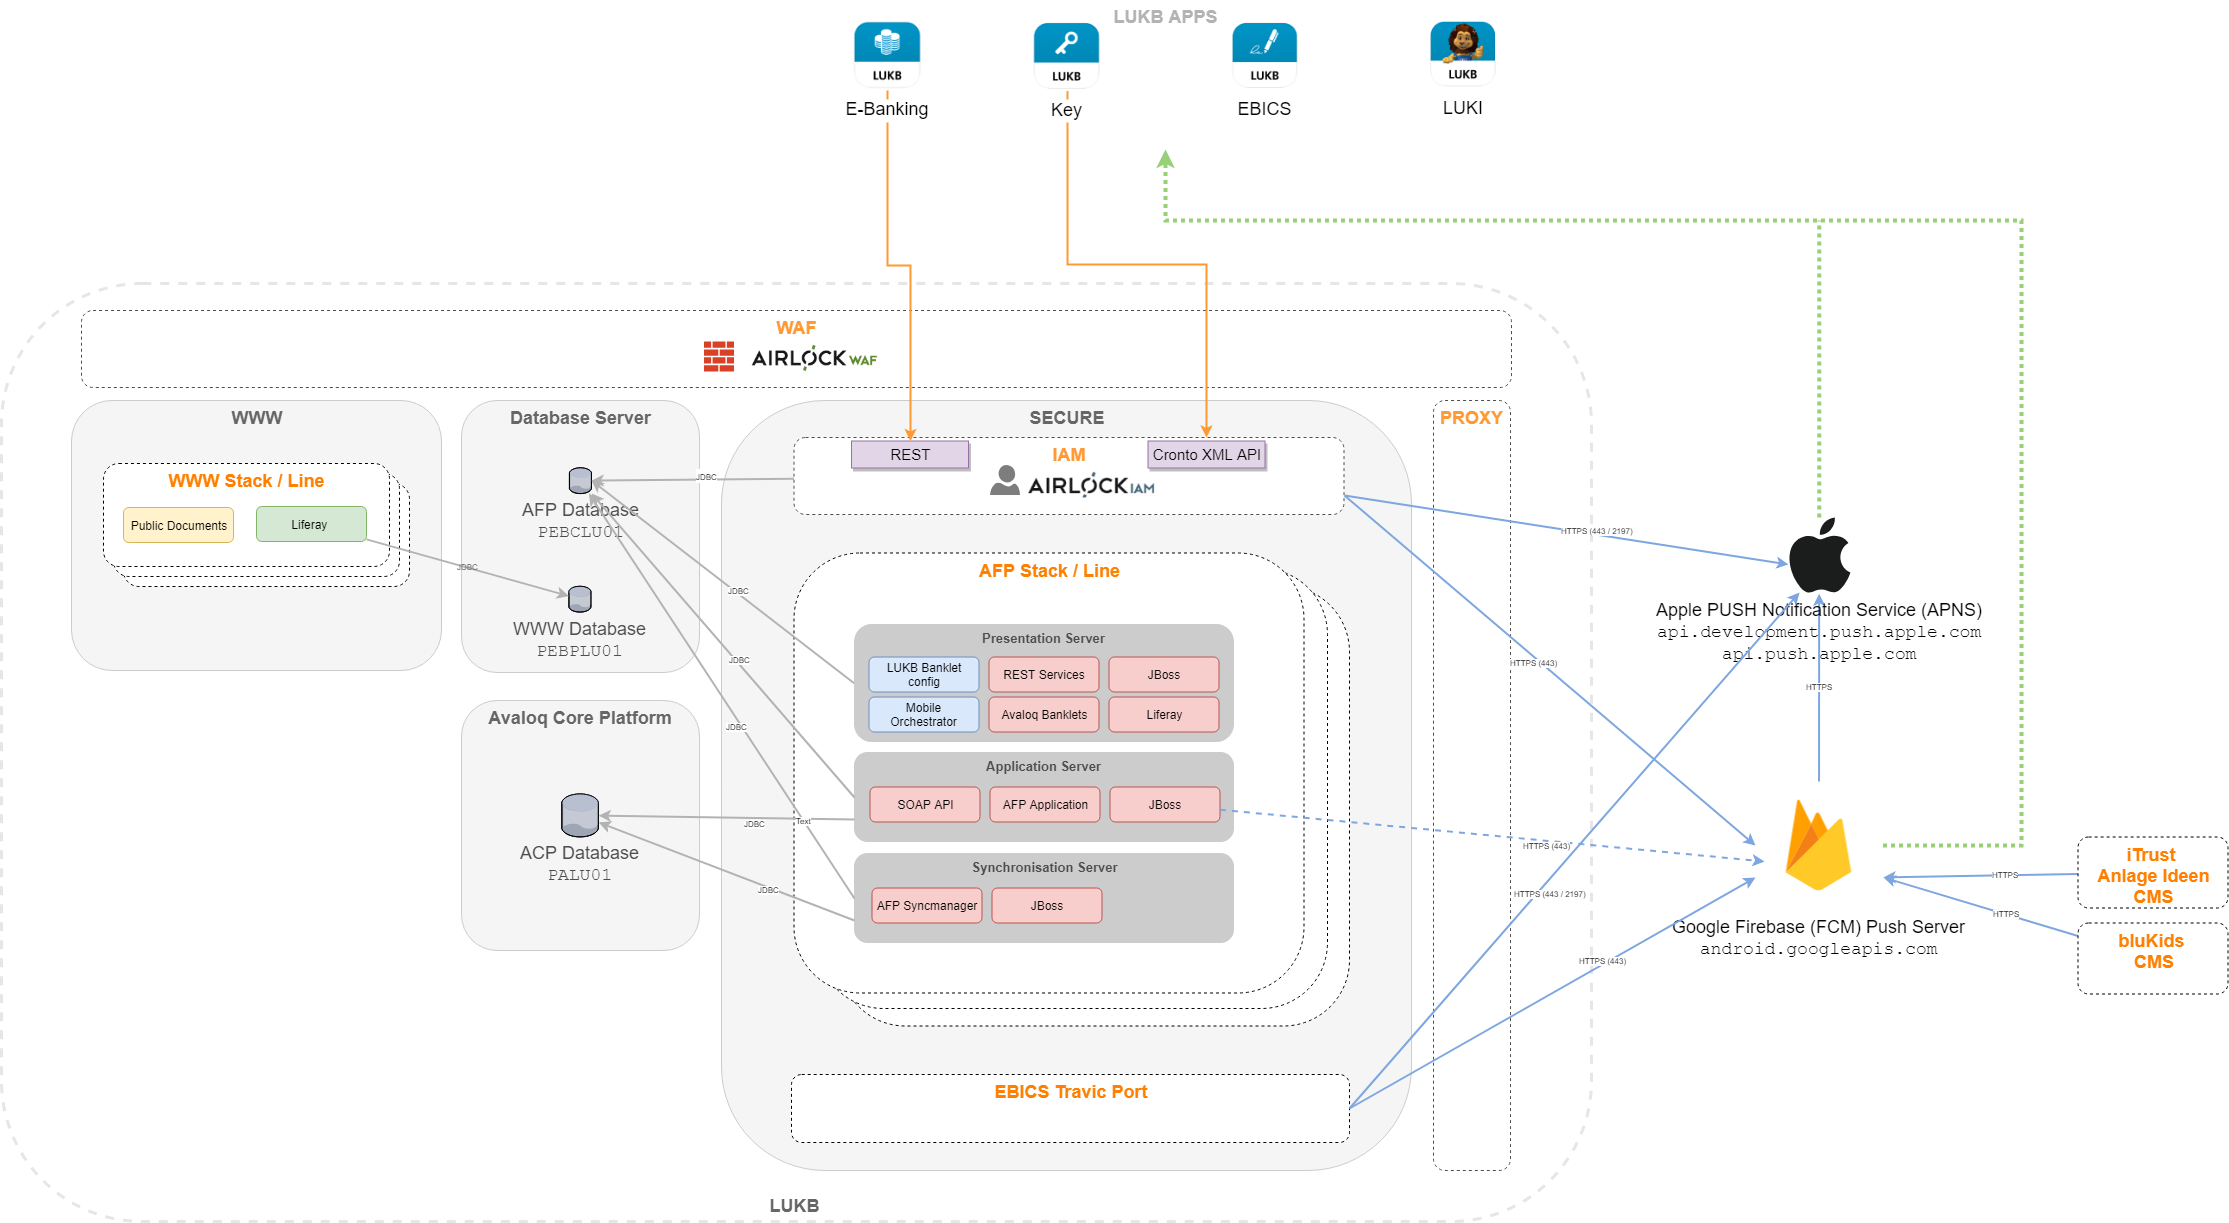 LUKB APPS
LUKB
LUKB
LUKB
LUKB
E-Banking
Key
EBICS
LUKI
WAF
AIRLOCK WAF
WWW
Database Server
SECURE
PROXY
REST
IAM
Cronto XML API
AIRLOCK IAM
WWW Stack / Line
Public Documents
Liferay
JDBC
JDBC
AFP Database
PEBCLU01
WWW Database
PEBPLU01
HTTPS (443 / 2197)
AFP Stack / Line
JDBC
JDBC
JDBC
Presentation Server
LUKB Banklet
config
REST Services
JBoss
Mobile
Orchestrator
Avaloq Banklets
Liferay
HTTPS (443)
Apple PUSH Notification Service (APNS)
api.development.push.apple.com
api.push.apple.com
HTTPS
Avaloq Core Platform
Application Server
SOAP API
AFP Application
JBoss
JDBC
Text
ACP Database
PALU01
JDBC
Synchronisation Server
AFP Syncmanager
JBoss
HTTPS (443)
HTTPS (443 / 2197)
HTTPS (443)
Google Firebase (FCM) Push Server
android.googleapis.com
HTTPS
HTTPS
iTrust
Anlage Ideen
CMS
bluKids
CMS
EBICS Travic Port
LUKB